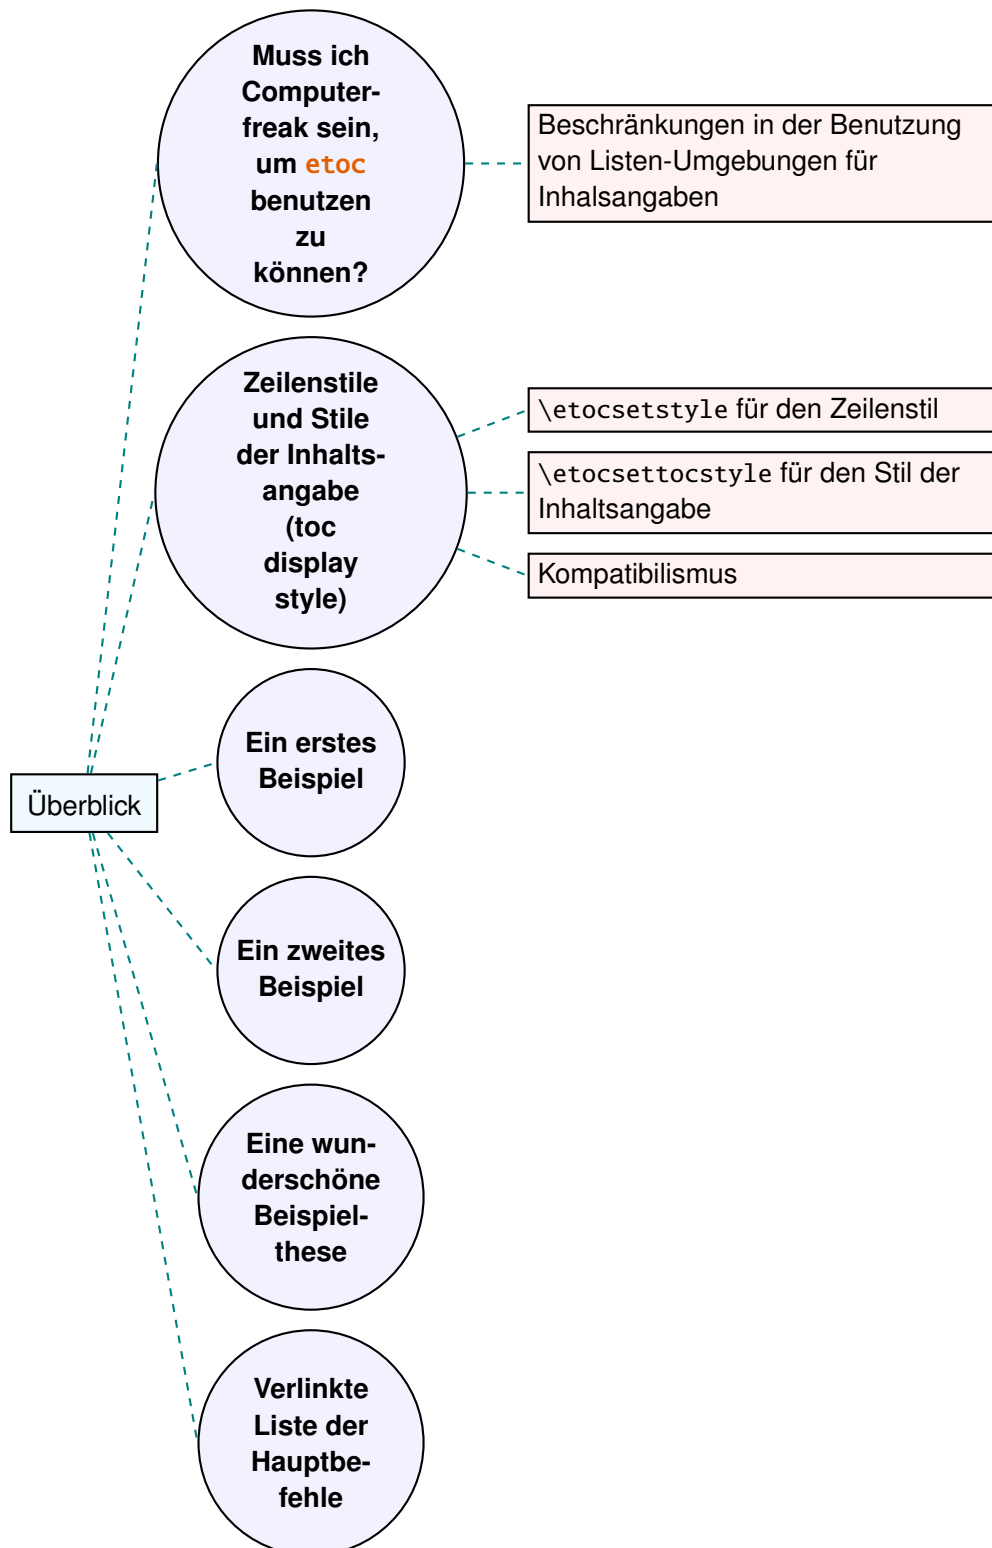 Muss ich
Computer-
freak sein,
um etoc
benutzen
zu
können?
Beschränkungen in der Benutzung
von Listen-Umgebungen für
Inhalsangaben
Zeilenstile
und Stile
der Inhalts-
angabe
(toc
display
style)
\etocsetstyle für den Zeilenstil
\etocsettocstyle für den Stil der
Inhaltsangabe
Kompatibilismus
Ein erstes
Beispiel
Überblick
Ein zweites
Beispiel
Eine wun-
derschöne
Beispiel-
these
Verlinkte
Liste der
Hauptbe-
fehle